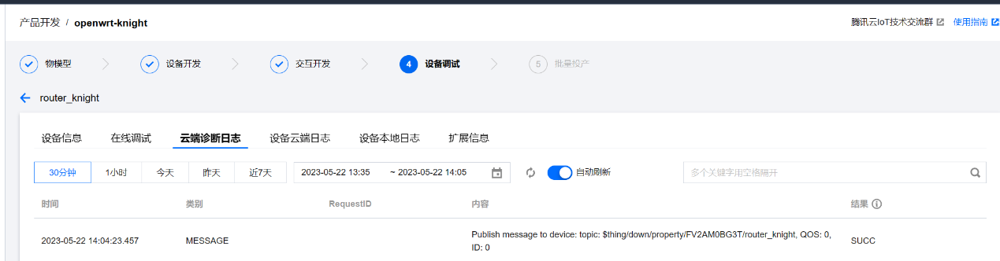 产品开发 / openwrt-knight 腾讯云IoT技术交流群 使用指南
物模型 设备开发 交互开发 4 设备调试 5 批量投产
router_knight
设备信息 在线调试 云端诊断日志 设备云端日志 设备本地日志 扩展信息
30分钟 1小时 今天 昨天 近7天 2023-05-22 13:35 ~ 2023-05-22 14:05 自动刷新 多个关键字用空格隔开
时间 类别 RequestID 内容 结果
2023-05-22 14:04:23.457 MESSAGE Publish message to device: topic: $thing/down/property/FV2AM0BG3T/router_knight, QOS: 0, SUCC
ID: 0